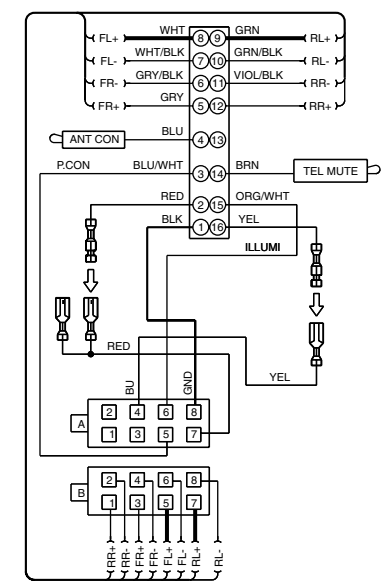 FL+ WHT 8 9 GRN RL+
FL- WHT/BLK 7 10 GRN/BLK RL-
FR- GRY/BLK 6 11 VIOL/BLK RR-
FR+ GRY 5 12 RR+
ANT CON BLU 4 13
P.CON BLU/WHT 3 14 BRN TEL MUTE
RED 2 15 ORG/WHT
BLK 1 16 YEL
ILLUMI
RED
BU
GND
YEL
A
2 4 6 8
1 3 5 7
B
2 4 6 8
1 3 5 7
RR+ RR- FR+ FR- FL+ FL- RL+ RL-